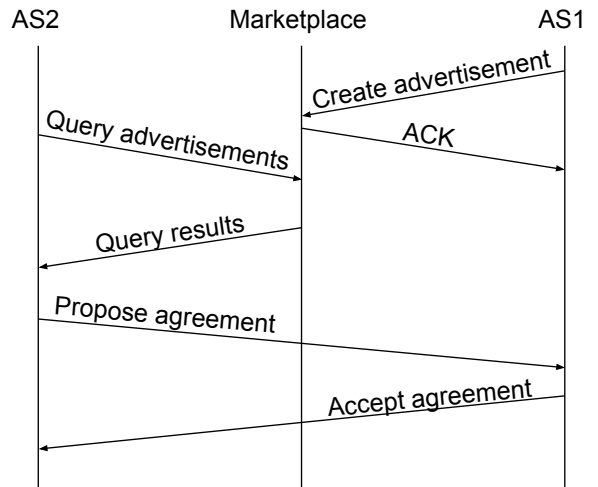 AS2
Marketplace
AS1
Create advertisement
Query advertisements
ACK
Query results
Propose agreement
Accept agreement